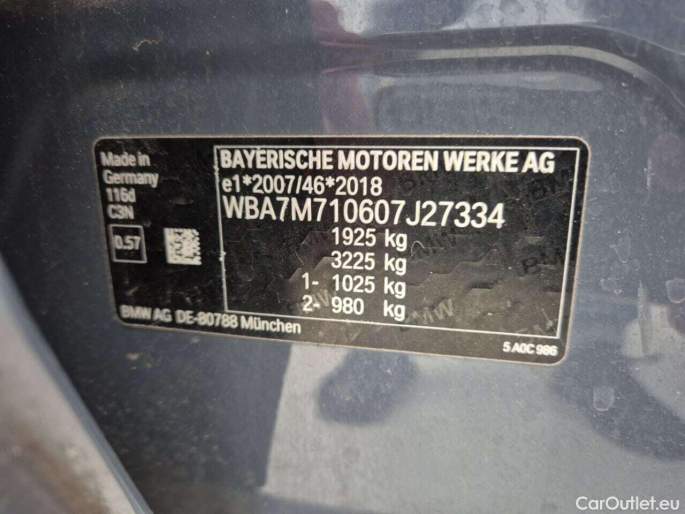 Made in
Germany
116d
C3N
0.57
BAYERISCHE MOTOREN WERKE AG
e1*2007/46*2018
WBA7M710607J27334
1925 kg
3225 kg
1- 1025 kg
2- 980 kg
BMW AG DE-80788 München
5 A0C 986
CarOutlet.eu